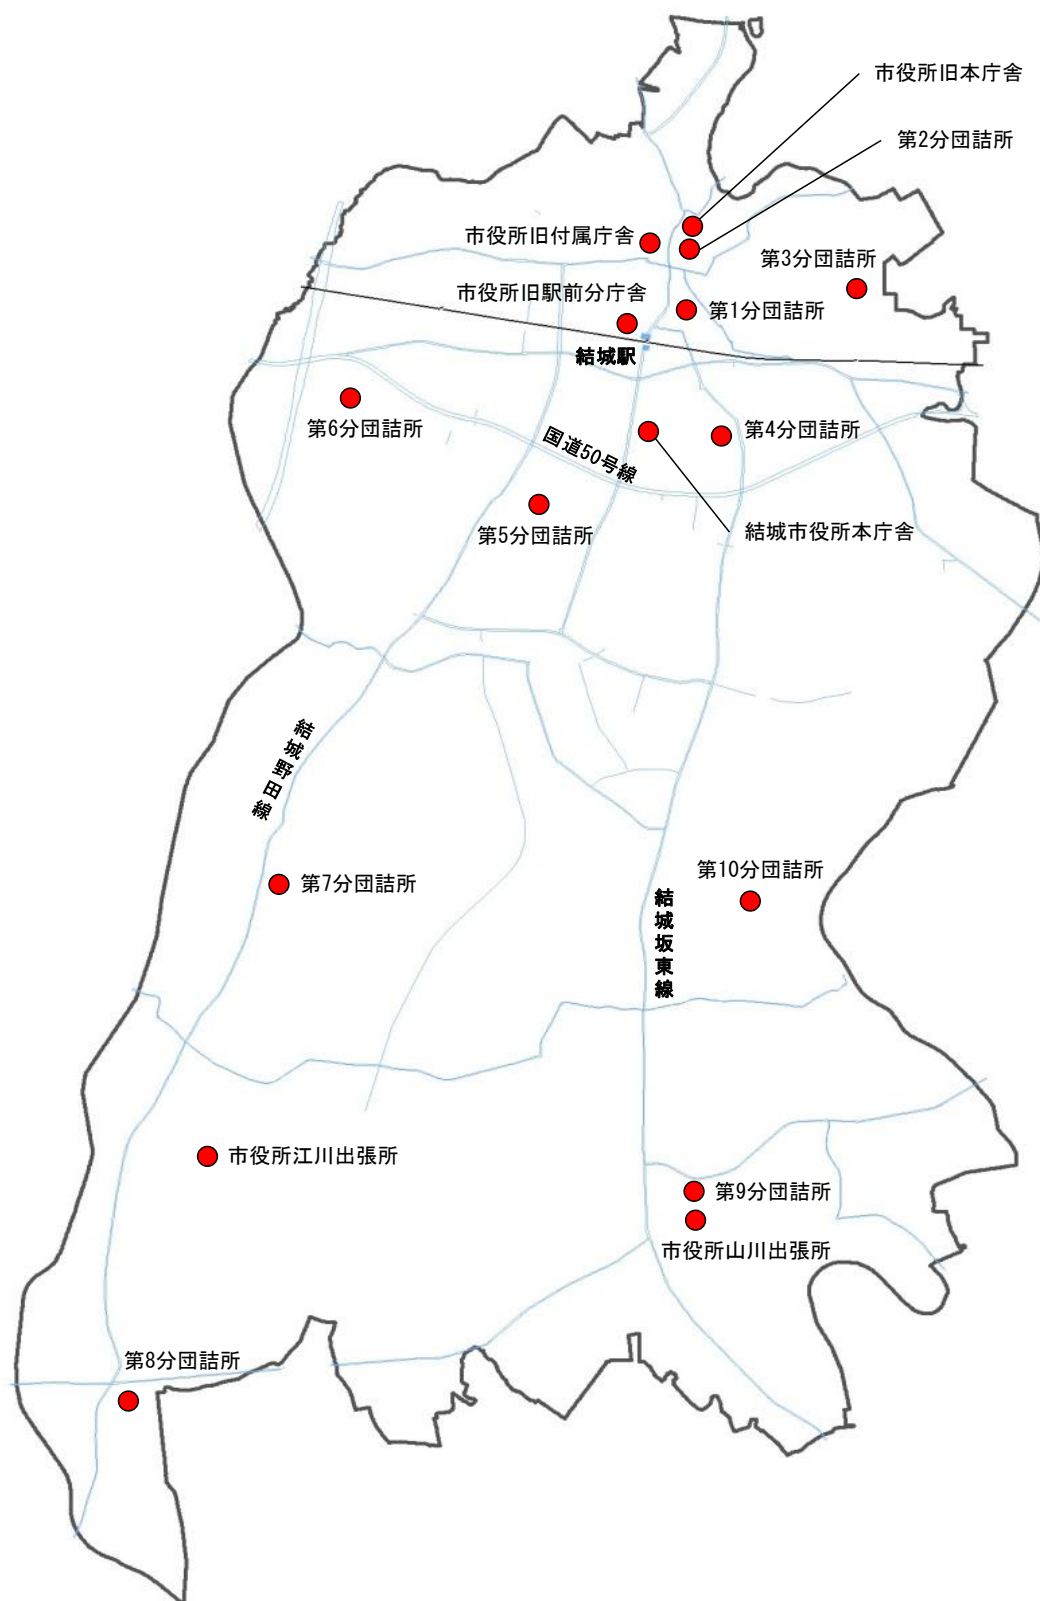 市役所旧本庁舎
第2分団詰所
市役所旧付属庁舎
第3分団詰所
市役所旧駅前分庁舎
第1分団詰所
結城駅
第6分団詰所
国道50号線
第4分団詰所
第5分団詰所
結城市役所本庁舎
結城野田線
第7分団詰所
第10分団詰所
結城坂東線
市役所江川出張所
第9分団詰所
市役所山川出張所
第8分団詰所